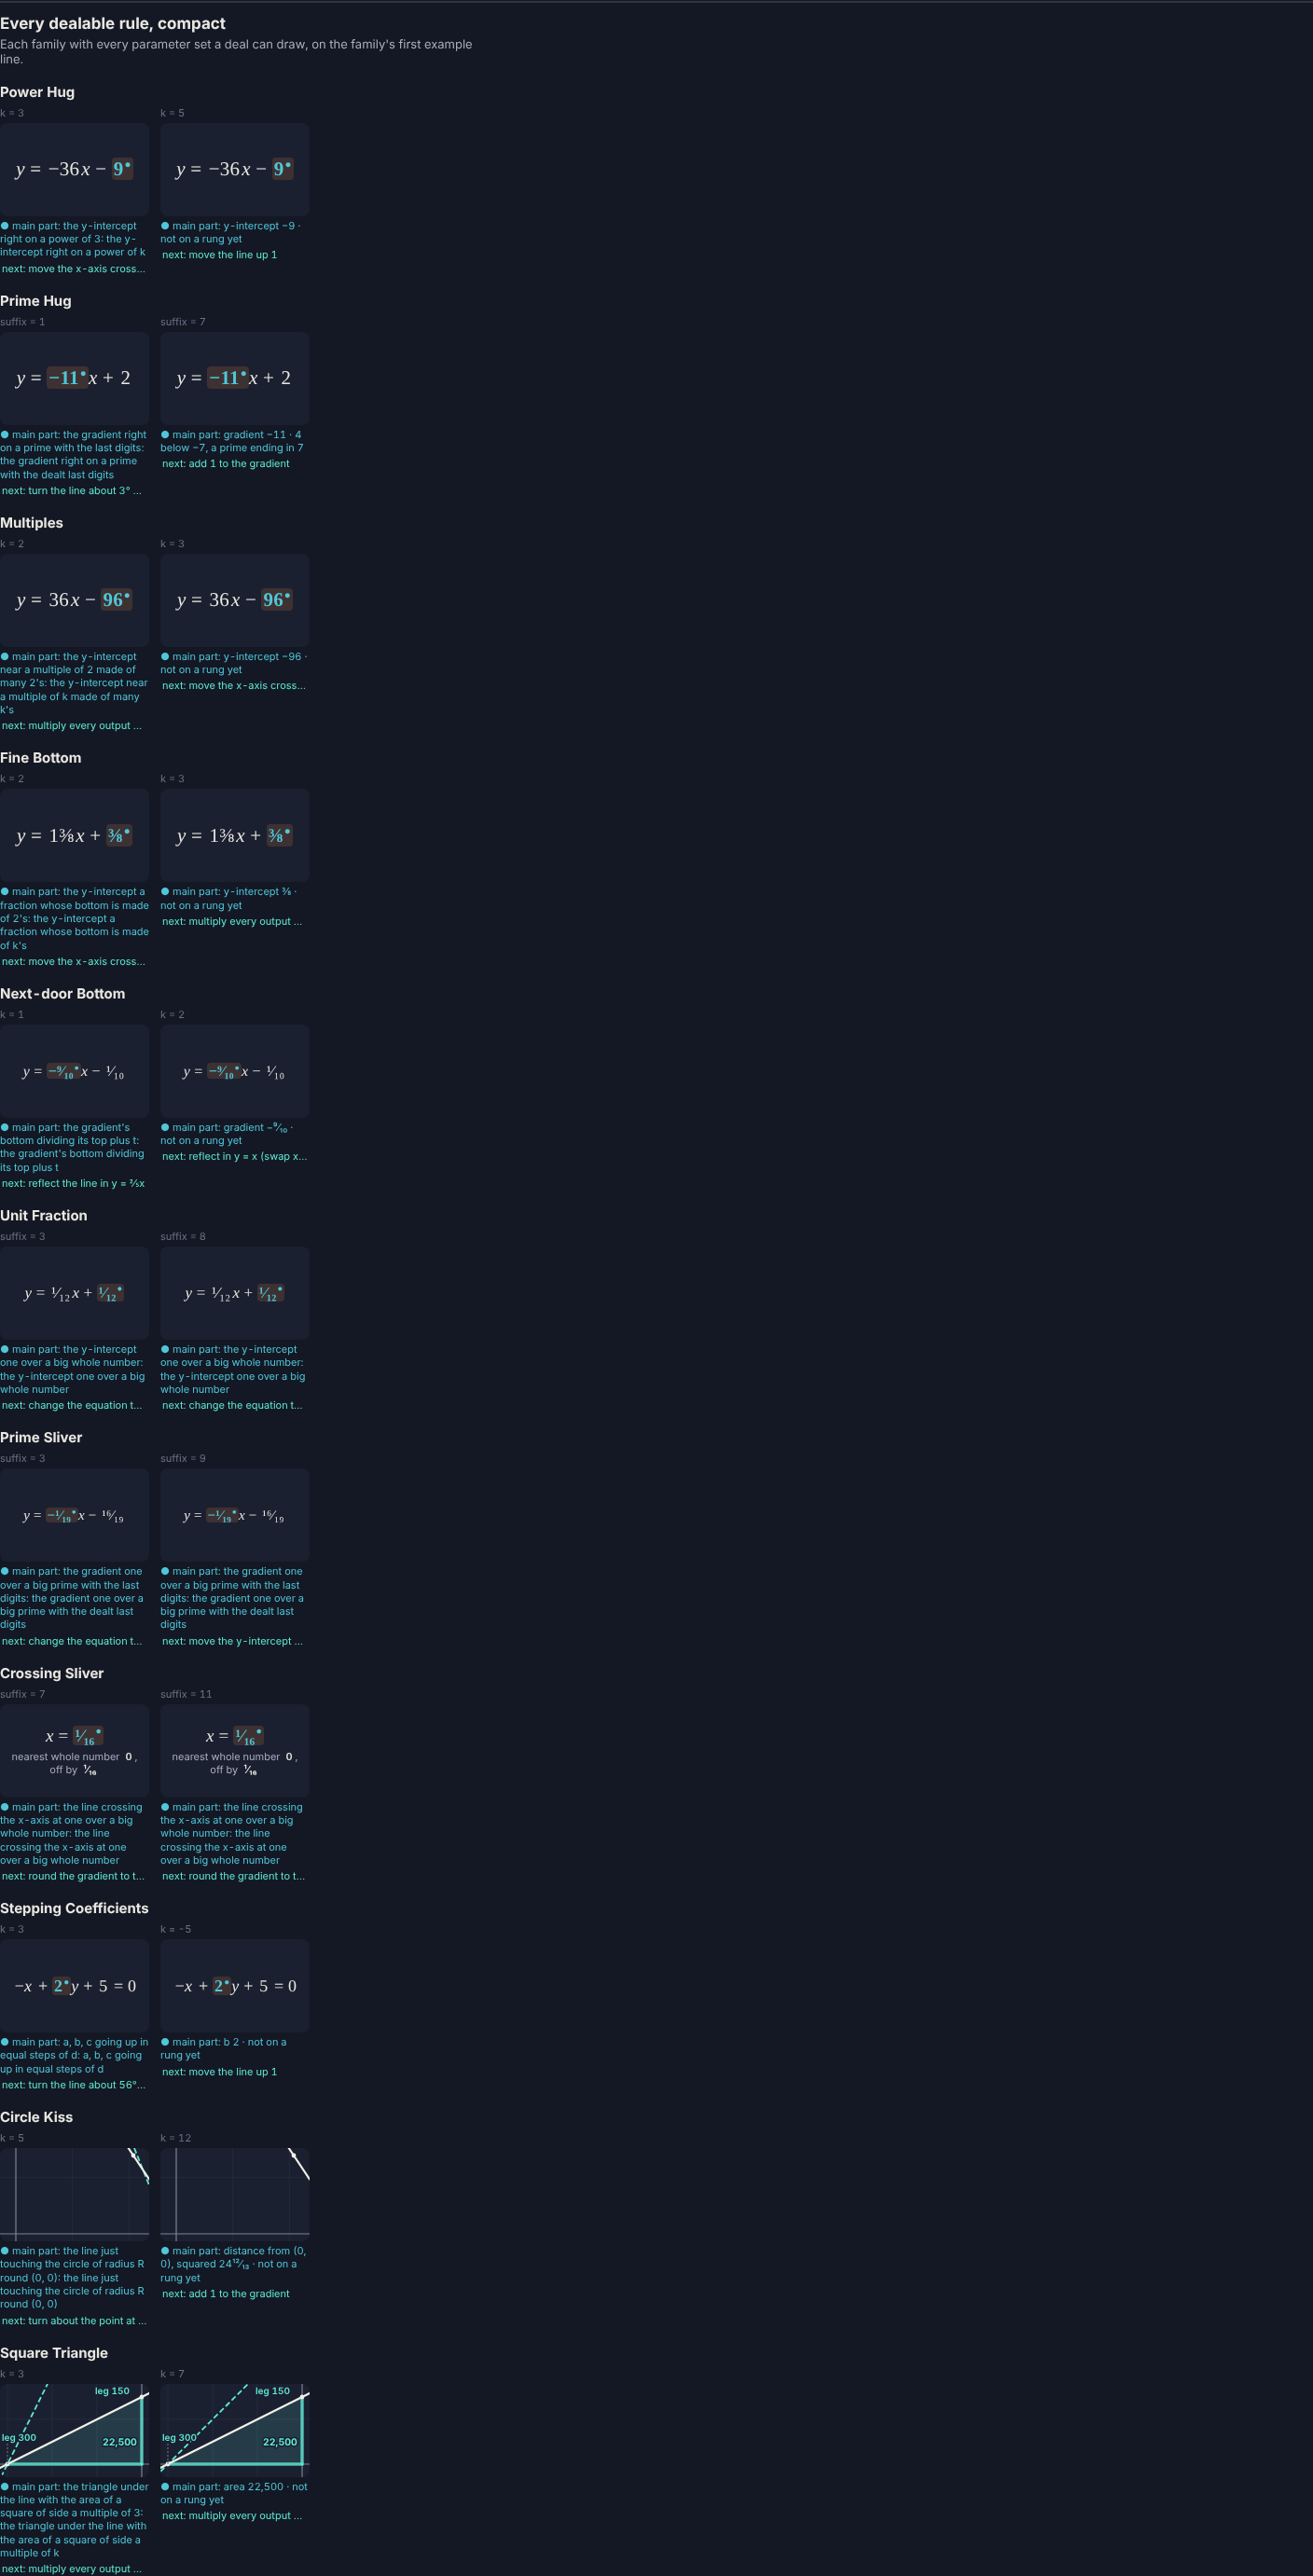 Every dealable rule, compact
Each family with every parameter set a deal can draw, on the family's first example
line.
Power Hug
k = 3
y = −36x − 9
● main part: the y-intercept
right on a power of 3: the y-
intercept right on a power of k
next: move the x-axis cross...
k = 5
y = −36x − 9
● main part: y-intercept −9 ·
not on a rung yet
next: move the line up 1
Prime Hug
suffix = 1
y = −11x + 2
● main part: the gradient right
on a prime with the last digits:
the gradient right on a prime
with the dealt last digits
next: turn the line about 3° ...
suffix = 7
y = −11x + 2
● main part: gradient −11 · 4
below −7, a prime ending in 7
next: add 1 to the gradient
Multiples
k = 2
y = 36x − 96
● main part: the y-intercept
near a multiple of 2 made of
many 2's: the y-intercept near
a multiple of k made of many
k's
next: multiply every output ...
k = 3
y = 36x − 96
● main part: y-intercept −96 ·
not on a rung yet
next: move the x-axis cross...
Fine Bottom
k = 2
y = 1⅜x + ⅜
● main part: the y-intercept a
fraction whose bottom is made
of 2's: the y-intercept a
fraction whose bottom is made
of k's
next: move the x-axis cross...
k = 3
y = 1⅜x + ⅜
● main part: y-intercept ⅜ ·
not on a rung yet
next: multiply every output ...
Next-door Bottom
k = 1
y = −⁹⁄₁₀x − ¹⁄₁₀
● main part: the gradient's
bottom dividing its top plus t:
the gradient's bottom dividing
its top plus t
next: reflect the line in y = ⅖x
k = 2
y = −⁹⁄₁₀x − ¹⁄₁₀
● main part: gradient −⁹⁄₁₀ ·
not on a rung yet
next: reflect in y = x (swap x...
Unit Fraction
suffix = 3
y = ¹⁄₁₂x + ¹⁄₁₂
● main part: the y-intercept
one over a big whole number:
the y-intercept one over a big
whole number
next: change the equation t...
suffix = 8
y = ¹⁄₁₂x + ¹⁄₁₂
● main part: the y-intercept
one over a big whole number:
the y-intercept one over a big
whole number
next: change the equation t...
Prime Sliver
suffix = 3
y = −¹⁄₁₉x − ¹⁶⁄₁₉
● main part: the gradient one
over a big prime with the last
digits: the gradient one over a
big prime with the dealt last
digits
next: change the equation t...
suffix = 9
y = −¹⁄₁₉x − ¹⁶⁄₁₉
● main part: the gradient one
over a big prime with the last
digits: the gradient one over a
big prime with the dealt last
digits
next: move the y-intercept ...
Crossing Sliver
suffix = 7
x = ¹⁄₁₆
nearest whole number 0 ,
off by ¹⁄₁₆
● main part: the line crossing
the x-axis at one over a big
whole number: the line
crossing the x-axis at one
over a big whole number
next: round the gradient to t...
suffix = 11
x = ¹⁄₁₆
nearest whole number 0 ,
off by ¹⁄₁₆
● main part: the line crossing
the x-axis at one over a big
whole number: the line
crossing the x-axis at one
over a big whole number
next: round the gradient to t...
Stepping Coefficients
k = 3
−x + 2y + 5 = 0
● main part: a, b, c going up in
equal steps of d: a, b, c going
up in equal steps of d
next: turn the line about 56°...
k = -5
−x + 2y + 5 = 0
● main part: b 2 · not on a
rung yet
next: move the line up 1
Circle Kiss
k = 5
● main part: the line just
touching the circle of radius R
round (0, 0): the line just
touching the circle of radius R
round (0, 0)
next: turn about the point at ...
k = 12
● main part: distance from (0,
0), squared 24¹²⁄₁₃ · not on a
rung yet
next: add 1 to the gradient
Square Triangle
k = 3
leg 150
leg 300
22,500
● main part: the triangle under
the line with the area of a
square of side a multiple of 3:
the triangle under the line with
the area of a square of side a
multiple of k
next: multiply every output ...
k = 7
leg 150
leg 300
22,500
● main part: area 22,500 · not
on a rung yet
next: multiply every output ...